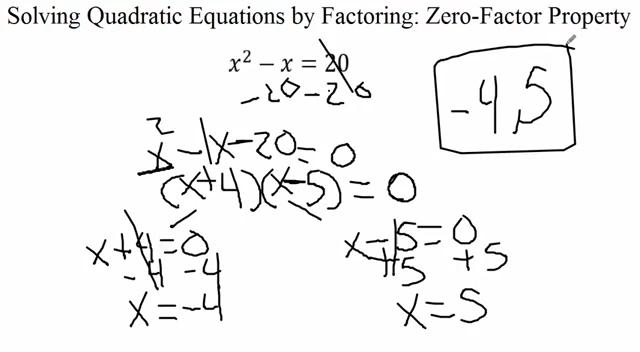 Solving Quadratic Equations by Factoring: Zero-Factor Property
x² − x = 20
−20 −20
−4,5
x² − 1x − 20 = 0
(x+4)(x−5) = 0
x+4=0
−4 −4
x = −4
x − 5 = 0
+5 +5
x = 5